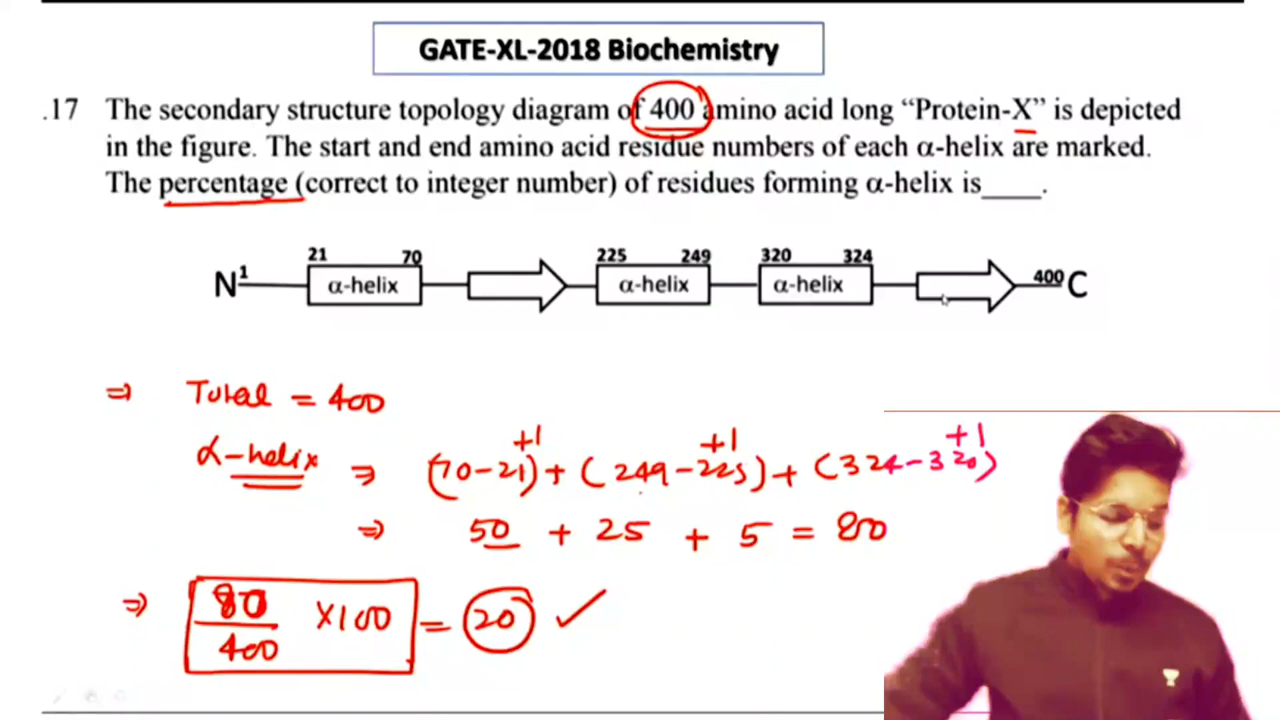 GATE-XL-2018 Biochemistry
.17 The secondary structure topology diagram of 400 amino acid long “Protein-X” is depicted
in the figure. The start and end amino acid residue numbers of each α-helix are marked.
The percentage (correct to integer number) of residues forming α-helix is____.
21 70 225 249 320 324
N1 α-helix α-helix α-helix 400 C
⇒ Total = 400
α-helix ⇒ (70-21)+1 + (249-225)+1 + (324-320)+1
⇒ 50 + 25 + 5 = 80
⇒ 80/400 ×100 = 20 ✓